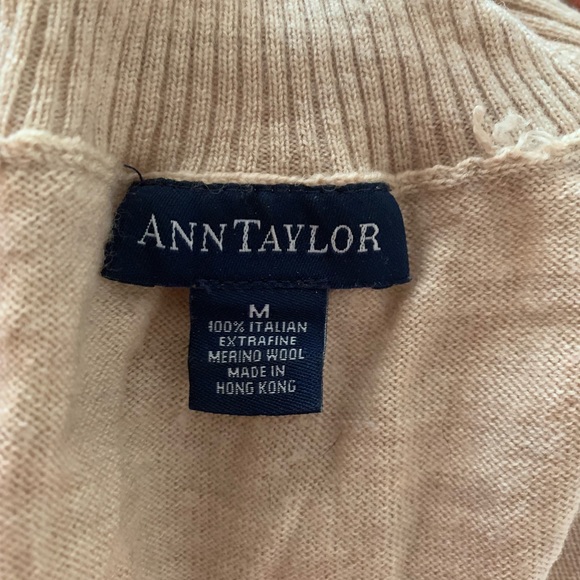 ANNTAYLOR
M
100% ITALIAN
EXTRAFINE
MERINO WOOL
MADE IN
HONG KONG